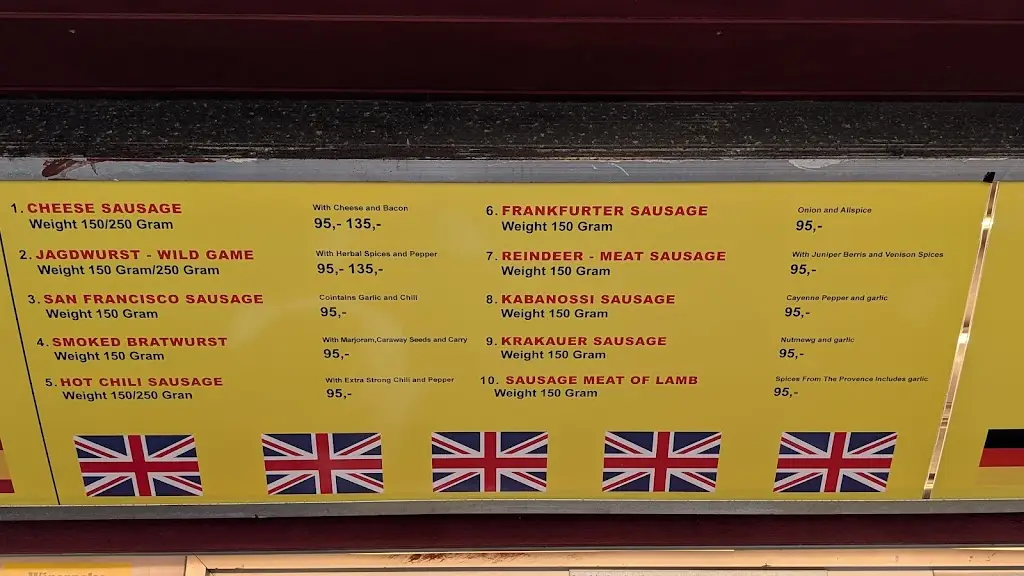 1. CHEESE SAUSAGE
Weight 150/250 Gram
With Cheese and Bacon
95,- 135,-
2. JAGDWURST - WILD GAME
Weight 150 Gram/250 Gram
With Herbal Spices and Pepper
95,- 135,-
3. SAN FRANCISCO SAUSAGE
Weight 150 Gram
Cointains Garlic and Chili
95,-
4. SMOKED BRATWURST
Weight 150 Gram
With Marjoram,Caraway Seeds and Carry
95,-
5. HOT CHILI SAUSAGE
Weight 150/250 Gran
With Extra Strong Chili and Pepper
95,-
6. FRANKFURTER SAUSAGE
Weight 150 Gram
Onion and Allspice
95,-
7. REINDEER - MEAT SAUSAGE
Weight 150 Gram
With Juniper Berris and Venison Spices
95,-
8. KABANOSSI SAUSAGE
Weight 150 Gram
Cayenne Pepper and garlic
95,-
9. KRAKAUER SAUSAGE
Weight 150 Gram
Nutmewg and garlic
95,-
10. SAUSAGE MEAT OF LAMB
Weight 150 Gram
Spices From The Provence Includes garlic
95,-